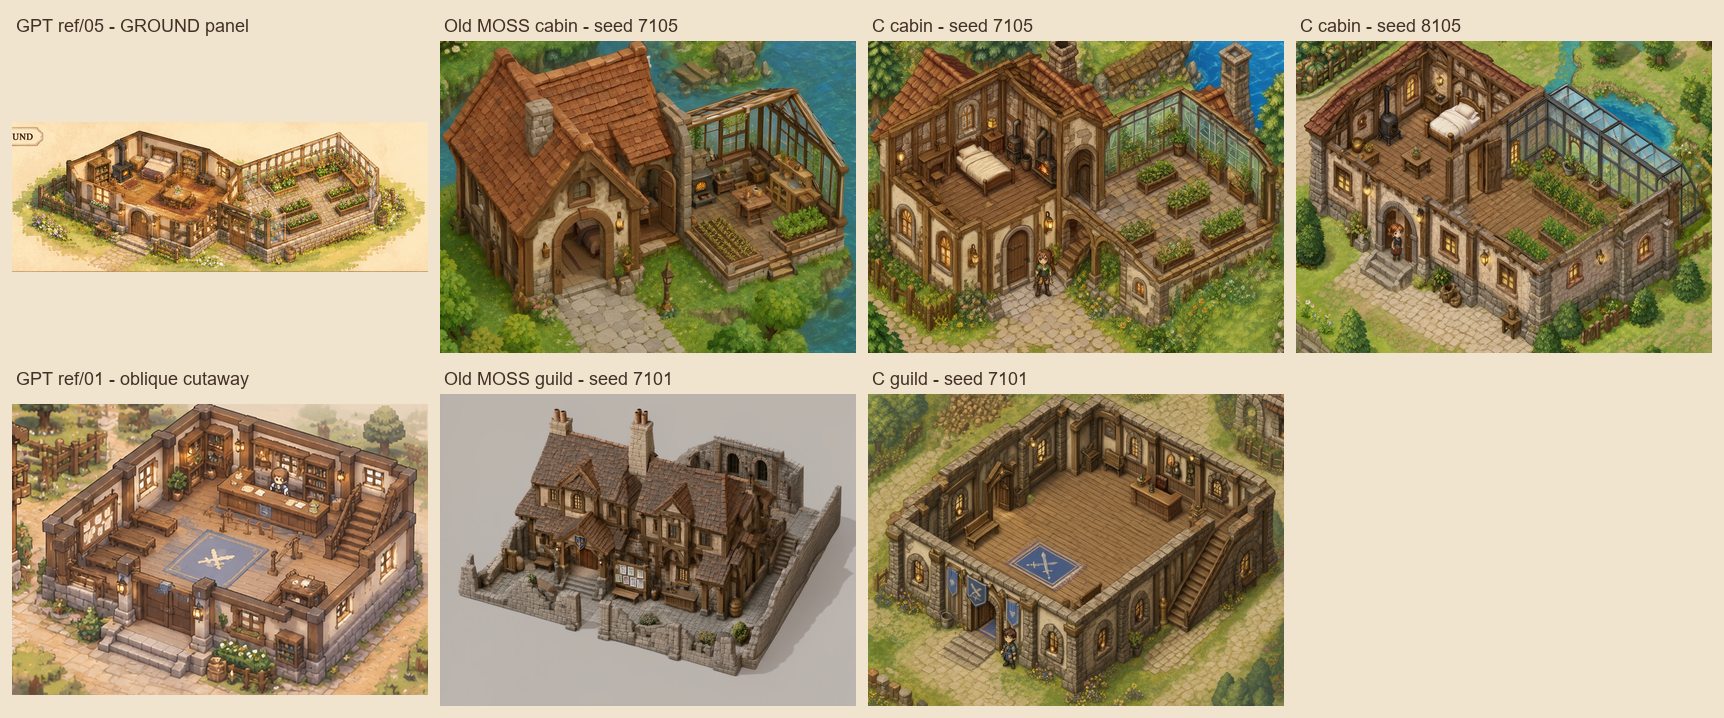 GPT ref/05 - GROUND panel
Old MOSS cabin - seed 7105
C cabin - seed 7105
C cabin - seed 8105
UND
GPT ref/01 - oblique cutaway
Old MOSS guild - seed 7101
C guild - seed 7101